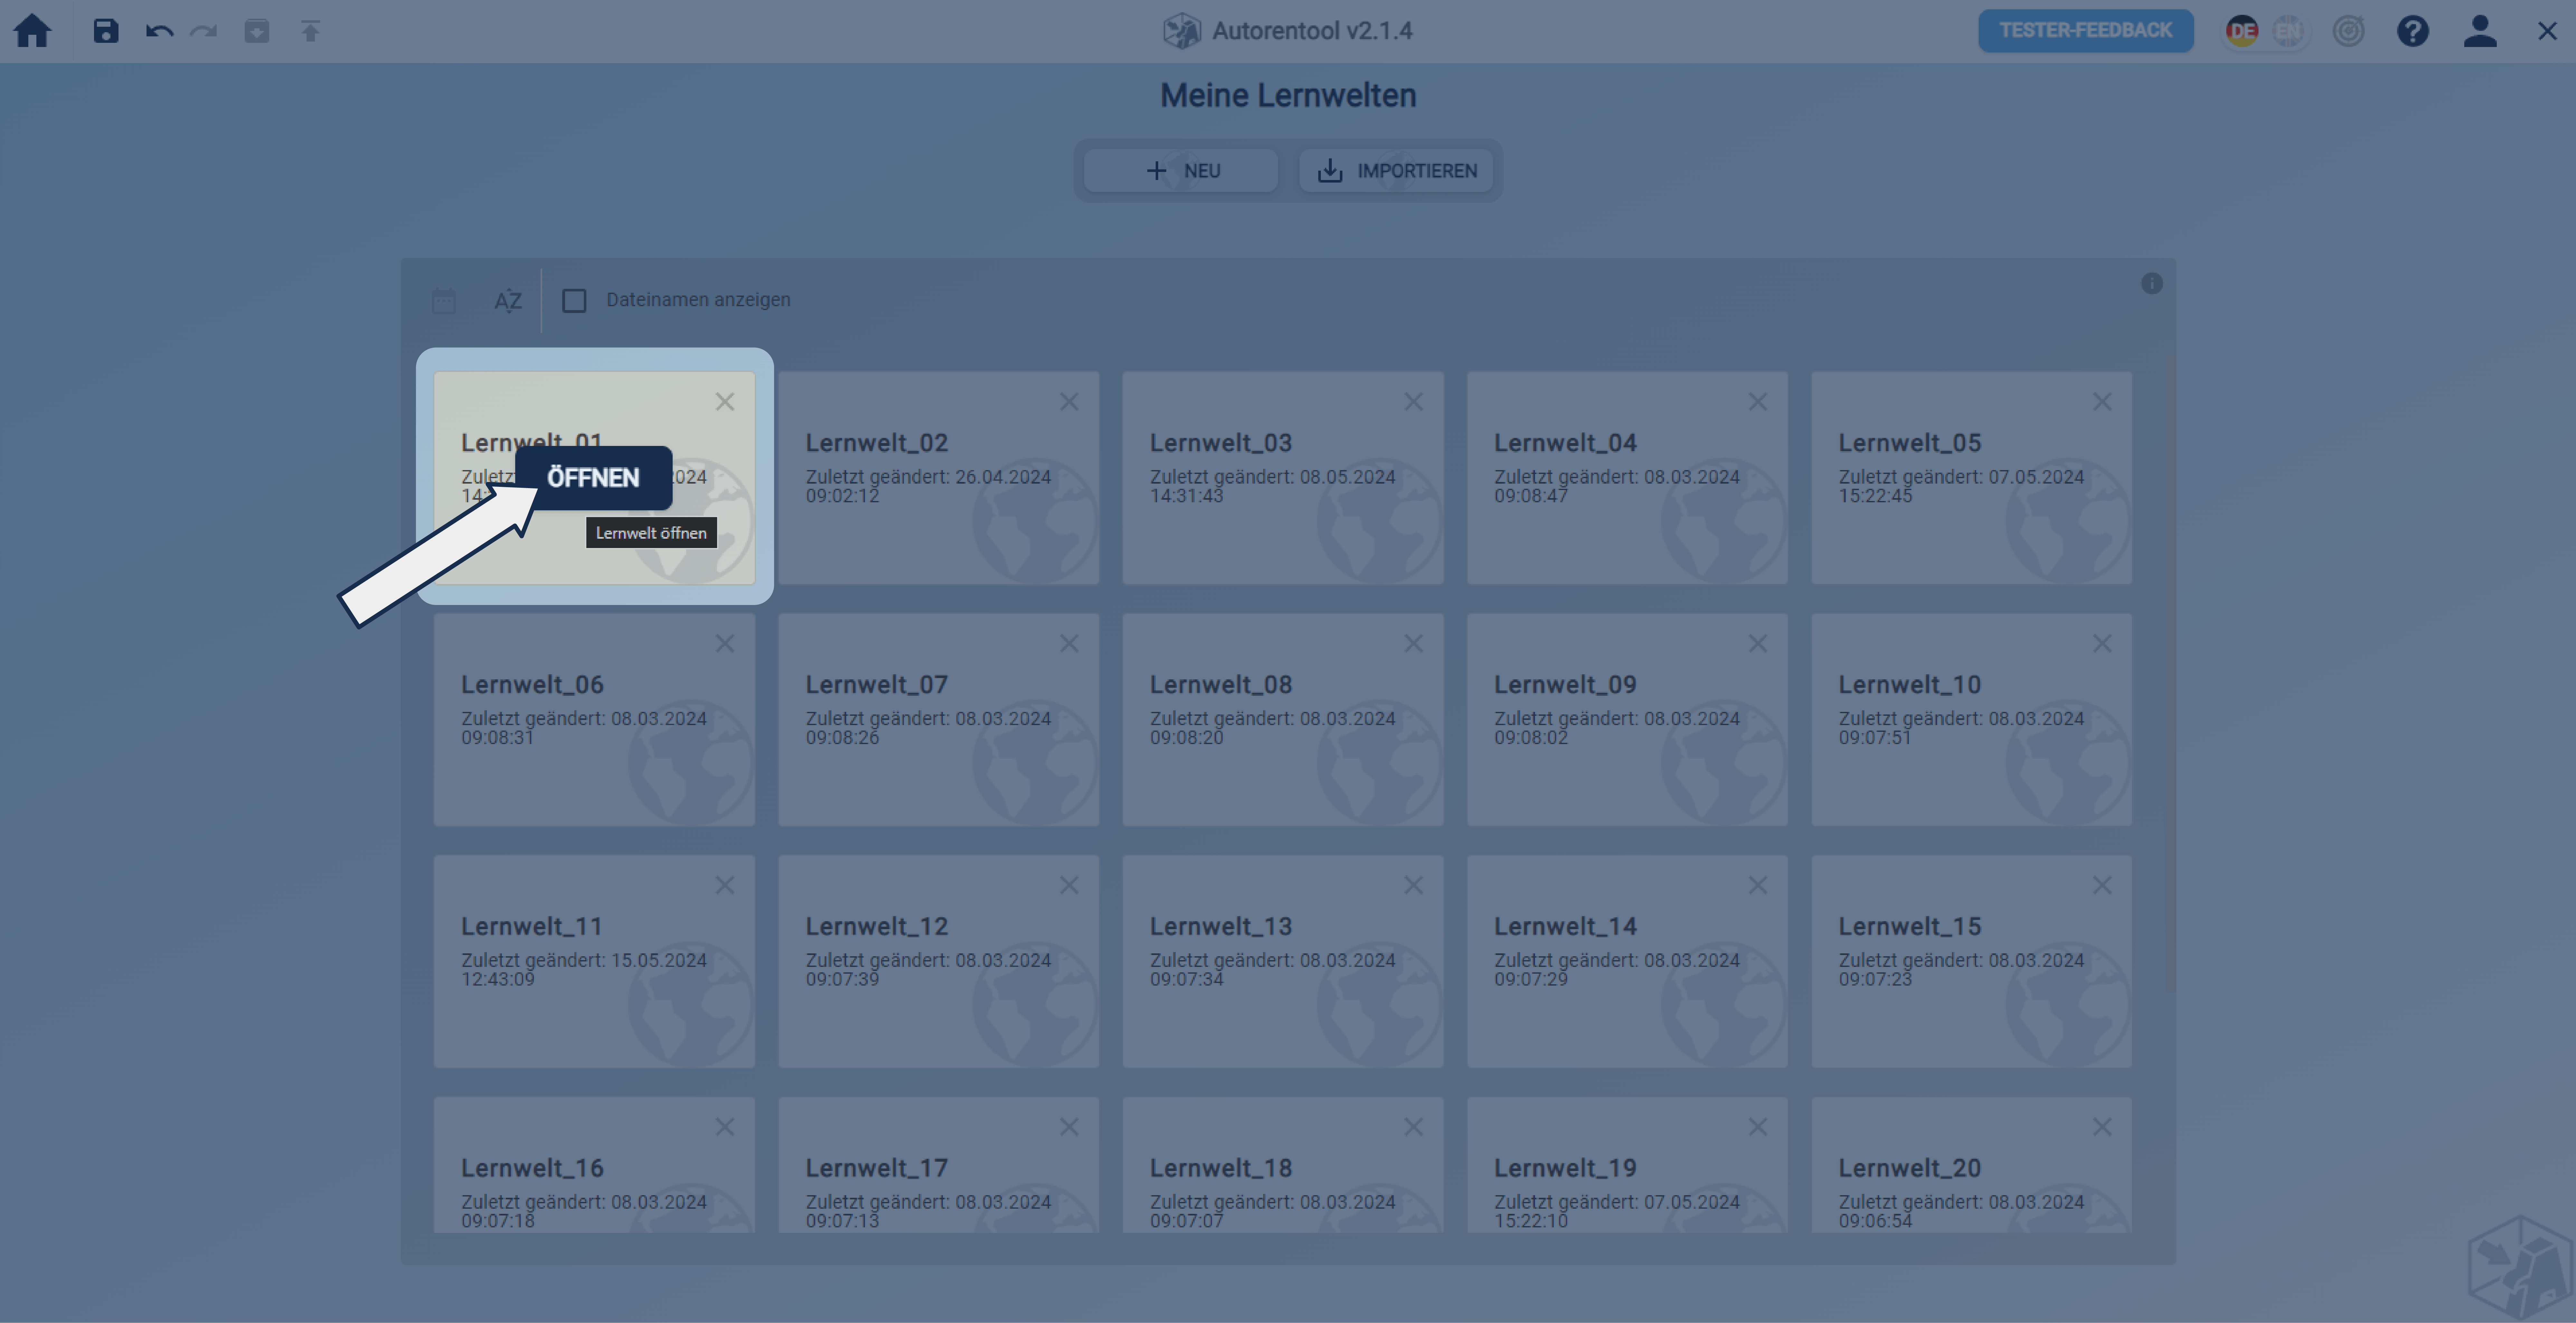 Autorentool v2.1.4
TESTER-FEEDBACK
DE
EN
Meine Lernwelten
NEU
IMPORTIEREN
AZ
Dateinamen anzeigen
Lernwelt_01
2024
ÖFFNEN
Lernwelt öffnen
Lernwelt_02
Zuletzt geändert: 26.04.2024
09:02:12
Lernwelt_03
Zuletzt geändert: 08.05.2024
14:31:43
Lernwelt_04
Zuletzt geändert: 08.03.2024
09:08:47
Lernwelt_05
Zuletzt geändert: 07.05.2024
15:22:45
Lernwelt_06
Zuletzt geändert: 08.03.2024
09:08:31
Lernwelt_07
Zuletzt geändert: 08.03.2024
09:08:26
Lernwelt_08
Zuletzt geändert: 08.03.2024
09:08:20
Lernwelt_09
Zuletzt geändert: 08.03.2024
09:08:02
Lernwelt_10
Zuletzt geändert: 08.03.2024
09:07:51
Lernwelt_11
Zuletzt geändert: 15.05.2024
12:43:09
Lernwelt_12
Zuletzt geändert: 08.03.2024
09:07:39
Lernwelt_13
Zuletzt geändert: 08.03.2024
09:07:34
Lernwelt_14
Zuletzt geändert: 08.03.2024
09:07:29
Lernwelt_15
Zuletzt geändert: 08.03.2024
09:07:23
Lernwelt_16
Zuletzt geändert: 08.03.2024
09:07:18
Lernwelt_17
Zuletzt geändert: 08.03.2024
09:07:13
Lernwelt_18
Zuletzt geändert: 08.03.2024
09:07:07
Lernwelt_19
Zuletzt geändert: 07.05.2024
15:22:10
Lernwelt_20
Zuletzt geändert: 08.03.2024
09:06:54